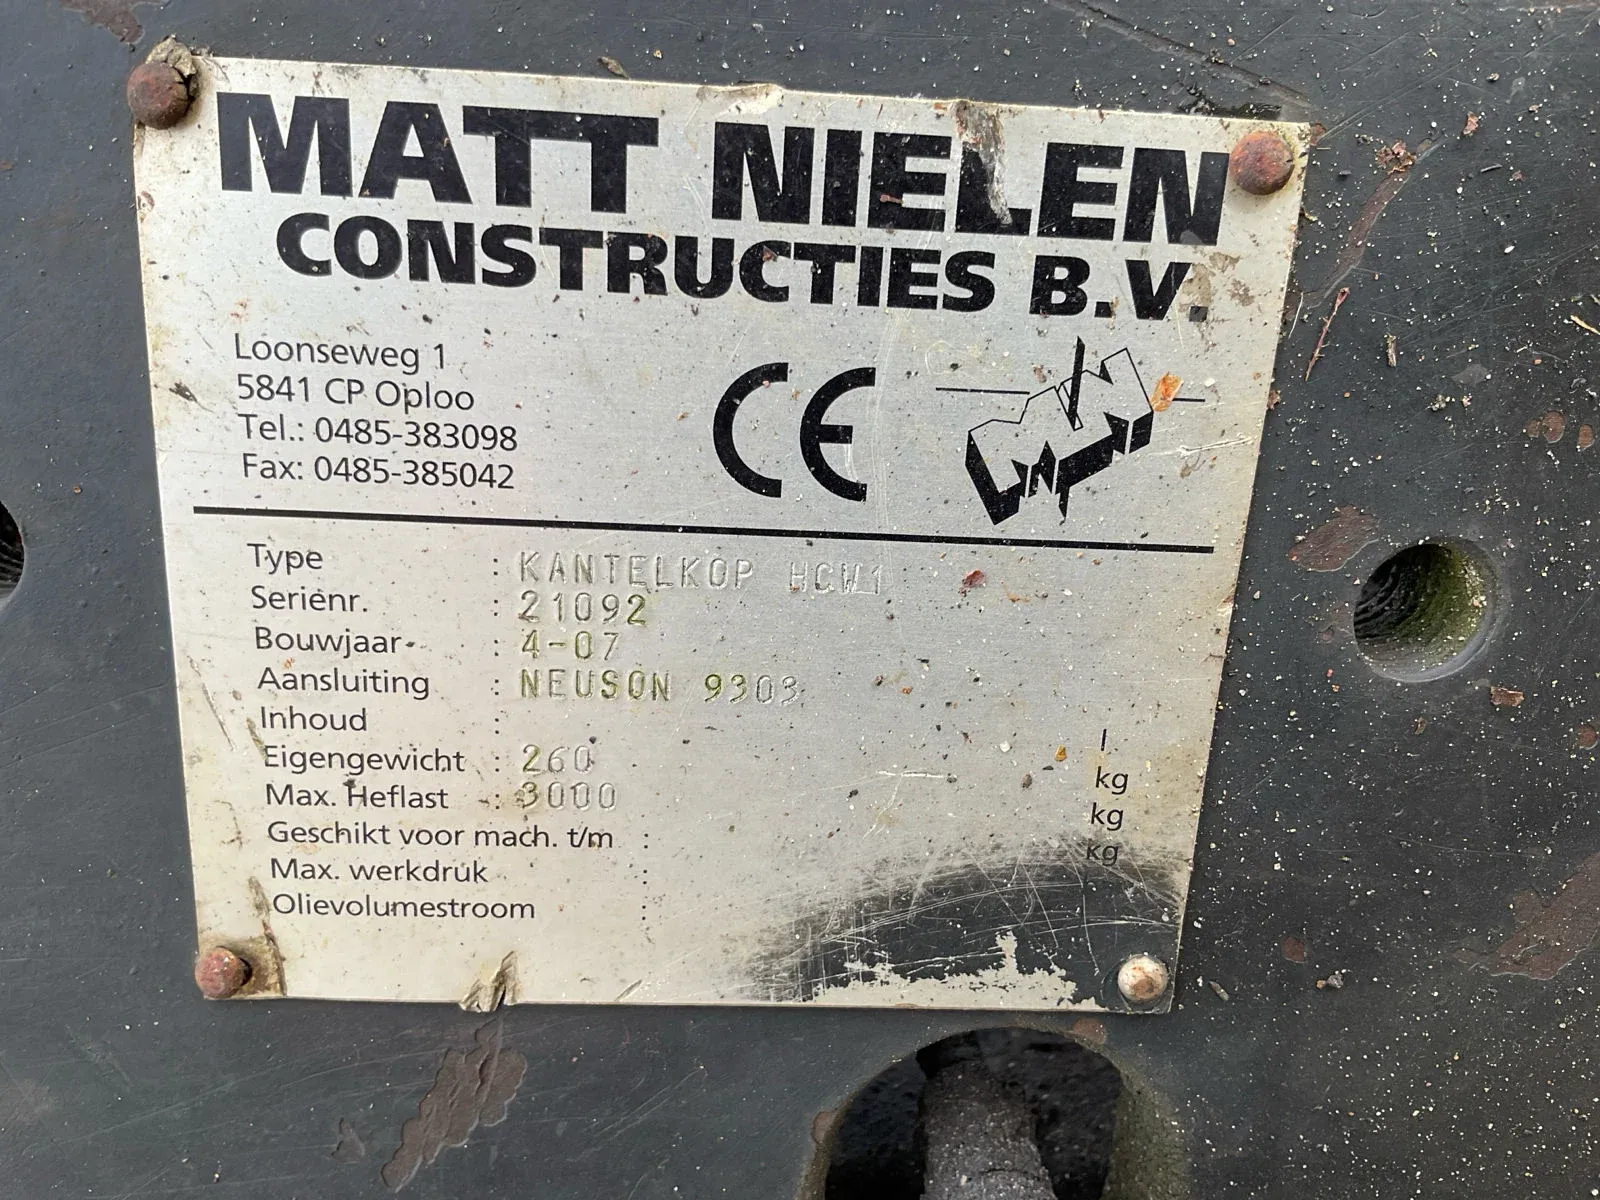 MATT NIELEN
CONSTRUCTIES B.V.
Loonseweg 1
5841 CP Oploo
Tel.: 0485-383098
Fax: 0485-385042
CE
Type : KANTELKOP HCW1
Serienr. : 21092
Bouwjaar : 4-07
Aansluiting : NEUSON 9303
Inhoud : l
Eigengewicht : 260 kg
Max. Heflast : 3000 kg
Geschikt voor mach. t/m : kg
Max. werkdruk :
Olievolumestroom :